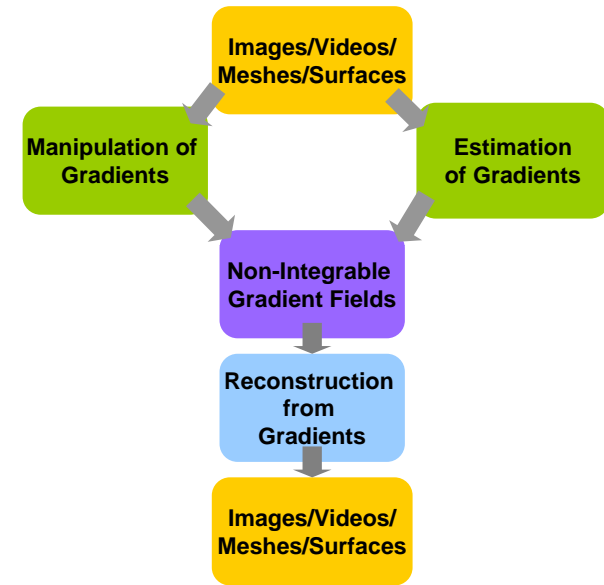 Images/Videos/
Meshes/Surfaces
Manipulation of
Gradients
Estimation
of Gradients
Non-Integrable
Gradient Fields
Reconstruction
from
Gradients
Images/Videos/
Meshes/Surfaces